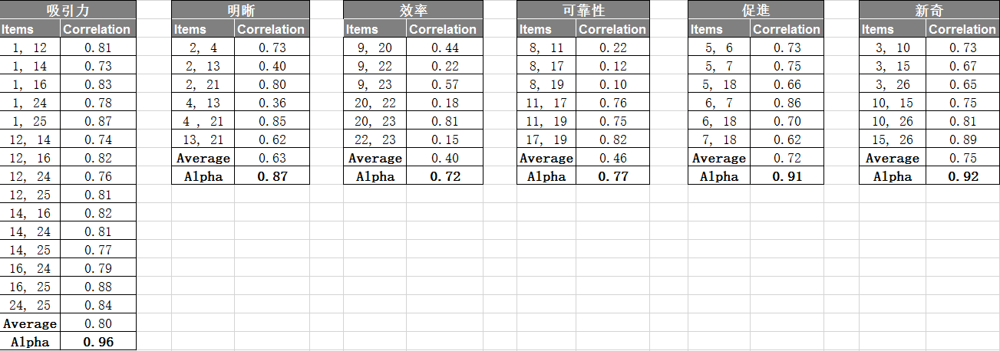 吸引力 明晰 效率 可靠性 促進 新奇
Items Correlation Items Correlation Items Correlation Items Correlation Items Correlation Items Correlation
1, 12 0.81 2, 4 0.73 9, 20 0.44 8, 11 0.22 5, 6 0.73 3, 10 0.73
1, 14 0.73 2, 13 0.40 9, 22 0.22 8, 17 0.12 5, 7 0.75 3, 15 0.67
1, 16 0.83 2, 21 0.80 9, 23 0.57 8, 19 0.10 5, 18 0.66 3, 26 0.65
1, 24 0.78 4, 13 0.36 20, 22 0.18 11, 17 0.76 6, 7 0.86 10, 15 0.75
1, 25 0.87 4 , 21 0.85 20, 23 0.81 11, 19 0.75 6, 18 0.70 10, 26 0.81
12, 14 0.74 13, 21 0.62 22, 23 0.15 17, 19 0.82 7, 18 0.62 15, 26 0.89
12, 16 0.82 Average 0.63 Average 0.40 Average 0.46 Average 0.72 Average 0.75
12, 24 0.76 Alpha 0.87 Alpha 0.72 Alpha 0.77 Alpha 0.91 Alpha 0.92
12, 25 0.81
14, 16 0.82
14, 24 0.81
14, 25 0.77
16, 24 0.79
16, 25 0.88
24, 25 0.84
Average 0.80
Alpha 0.96